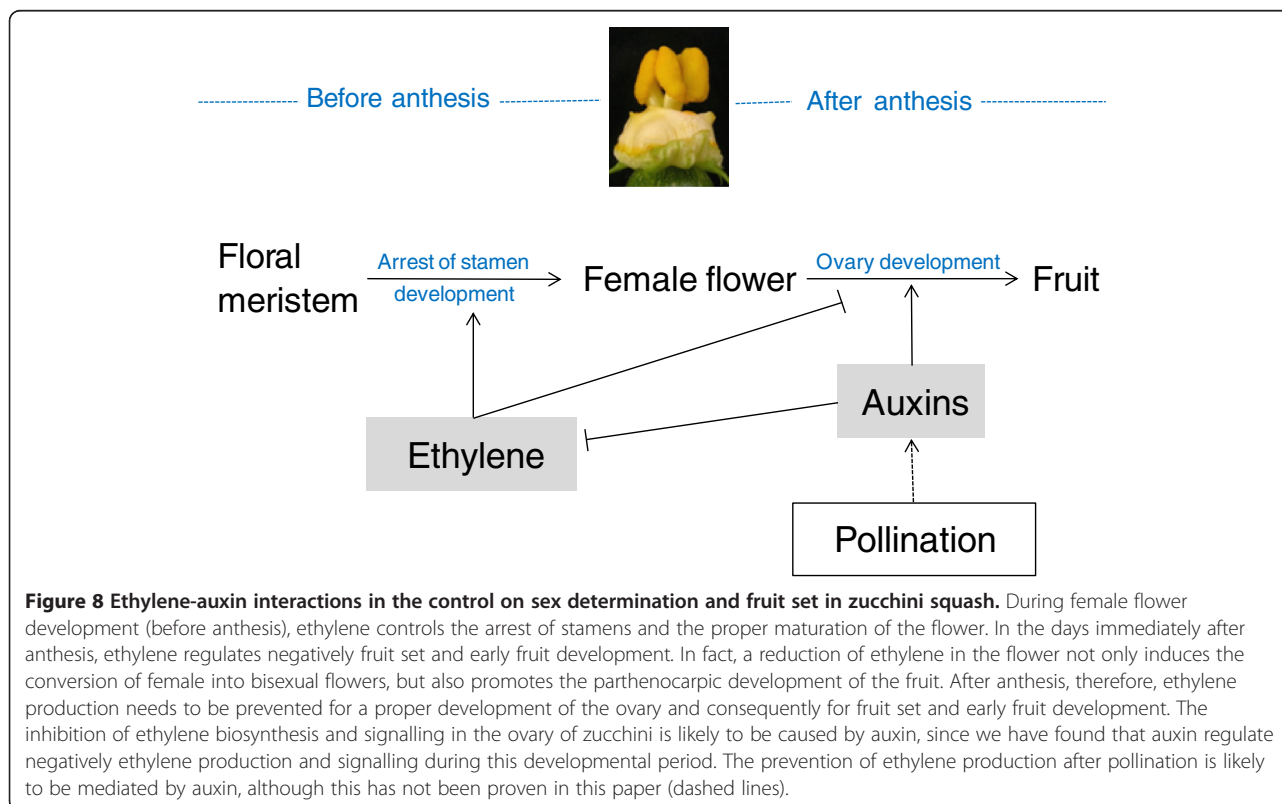 Before anthesis
After anthesis
Floral
meristem
Arrest of stamen
development
Female flower
Ovary development
Fruit
Ethylene
Auxins
Pollination
Figure 8 Ethylene-auxin interactions in the control on sex determination and fruit set in zucchini squash. During female flower
development (before anthesis), ethylene controls the arrest of stamens and the proper maturation of the flower. In the days immediately after
anthesis, ethylene regulates negatively fruit set and early fruit development. In fact, a reduction of ethylene in the flower not only induces the
conversion of female into bisexual flowers, but also promotes the parthenocarpic development of the fruit. After anthesis, therefore, ethylene
production needs to be prevented for a proper development of the ovary and consequently for fruit set and early fruit development. The
inhibition of ethylene biosynthesis and signalling in the ovary of zucchini is likely to be caused by auxin, since we have found that auxin regulate
negatively ethylene production and signalling during this developmental period. The prevention of ethylene production after pollination is likely
to be mediated by auxin, although this has not been proven in this paper (dashed lines).